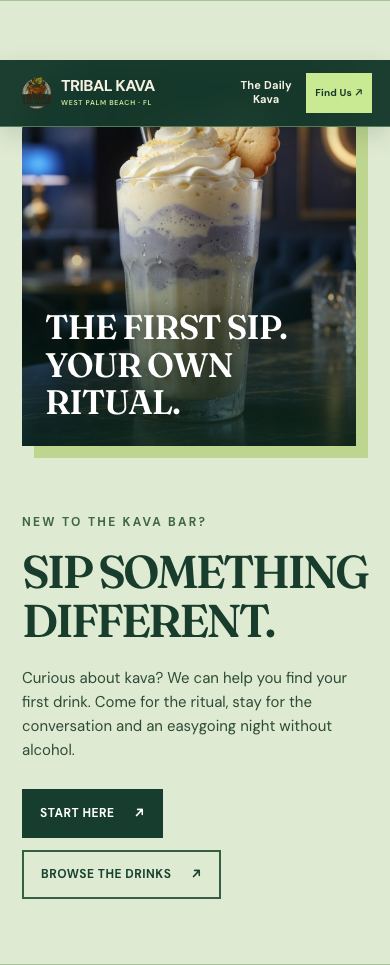 TRIBAL KAVA
WEST PALM BEACH · FL
The Daily
Kava
Find Us ↗
THE FIRST SIP.
YOUR OWN
RITUAL.
NEW TO THE KAVA BAR?
SIP SOMETHING
DIFFERENT.
Curious about kava? We can help you find your
first drink. Come for the ritual, stay for the
conversation and an easygoing night without
alcohol.
START HERE ↗
BROWSE THE DRINKS ↗